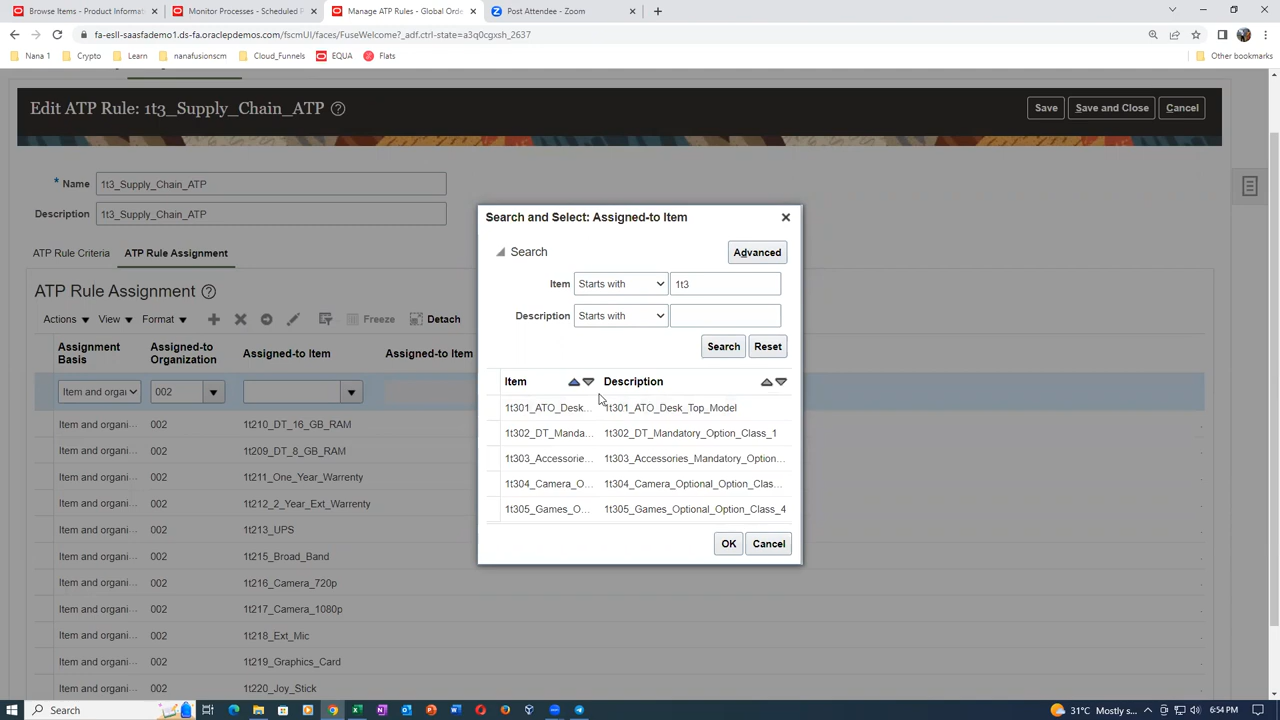 Browse Items - Product Informat
Monitor Processes - Scheduled P
Manage ATP Rules - Global Orde
Post Attendee - Zoom
fa-esll-saasfademo1.ds-fa.oraclepdemos.com/fscmUI/faces/FuseWelcome?_adf.ctrl-state=a3q0cgxsh_2637
Nana 1
Crypto
Learn
nanafusionscm
Cloud_Funnels
EQUA
Flats
Other bookmarks
Edit ATP Rule: 1t3_Supply_Chain_ATP
Save
Save and Close
Cancel
* Name 1t3_Supply_Chain_ATP
Description 1t3_Supply_Chain_ATP
ATP Rule Criteria ATP Rule Assignment
ATP Rule Assignment
Actions View Format Freeze Detach
Assignment Basis
Assigned-to Organization
Assigned-to Item
Assigned-to Item
Item and orgai 002
Item and organi... 002 1t210_DT_16_GB_RAM
Item and organi... 002 1t209_DT_8_GB_RAM
Item and organi... 002 1t211_One_Year_Warrenty
Item and organi... 002 1t212_2_Year_Ext_Warrenty
Item and organi... 002 1t213_UPS
Item and organi... 002 1t215_Broad_Band
Item and organi... 002 1t216_Camera_720p
Item and organi... 002 1t217_Camera_1080p
Item and organi... 002 1t218_Ext_Mic
Item and organi... 002 1t219_Graphics_Card
Item and organi... 002 1t220_Joy_Stick
Search and Select: Assigned-to Item
Search
Advanced
Item Starts with 1t3
Description Starts with
Search Reset
Item Description
1t301_ATO_Desk... 1t301_ATO_Desk_Top_Model
1t302_DT_Manda... 1t302_DT_Mandatory_Option_Class_1
1t303_Accessorie... 1t303_Accessories_Mandatory_Option...
1t304_Camera_O... 1t304_Camera_Optional_Option_Clas...
1t305_Games_O... 1t305_Games_Optional_Option_Class_4
OK Cancel
Search
31°C Mostly s...
6:54 PM